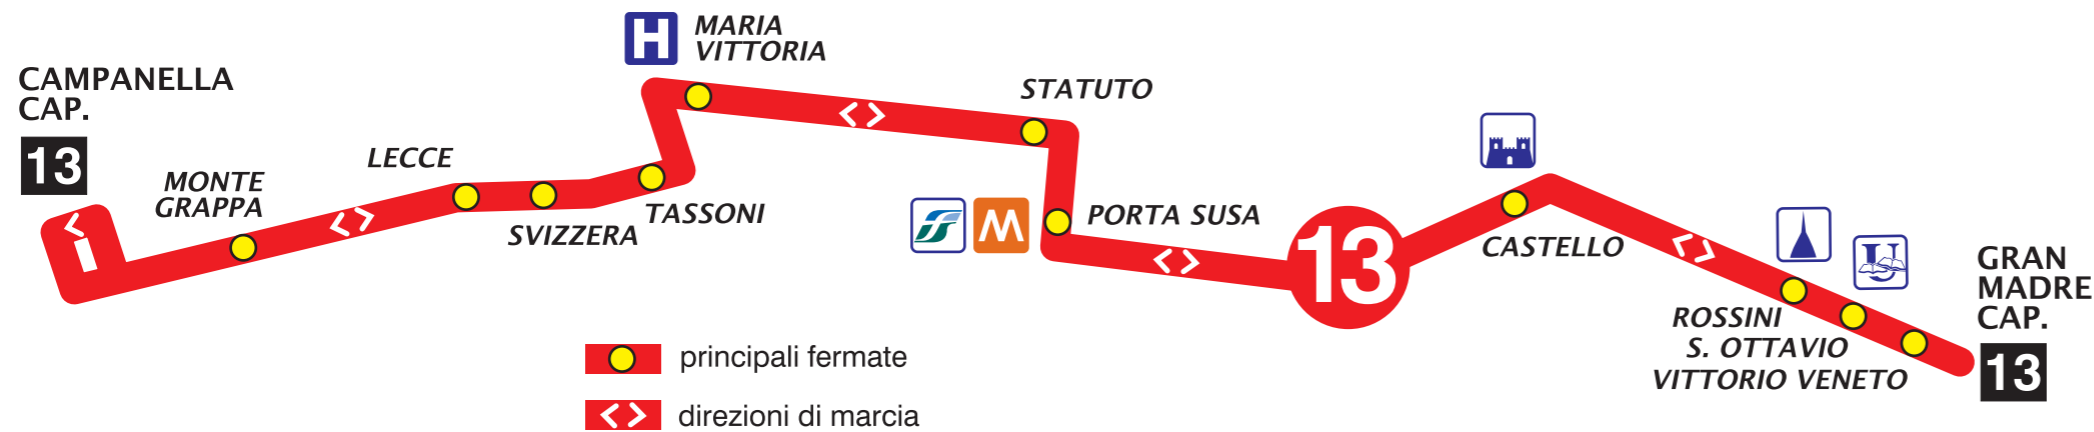 CAMPANELLA
CAP.
13
MONTE
GRAPPA
LECCE
SVIZZERA
TASSONI
H
MARIA
VITTORIA
STATUTO
M
PORTA SUSA
13
CASTELLO
U
ROSSINI
S. OTTAVIO
VITTORIO VENETO
GRAN
MADRE
CAP.
13
principali fermate
direzioni di marcia